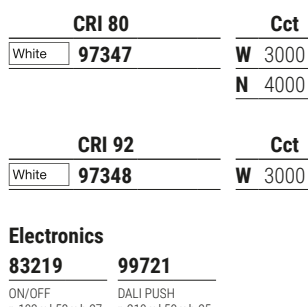 CRI 80 Cct
White 97347 W 3000
N 4000
CRI 92 Cct
White 97348 W 3000
Electronics
83219 99721
ON/OFF DALI PUSH